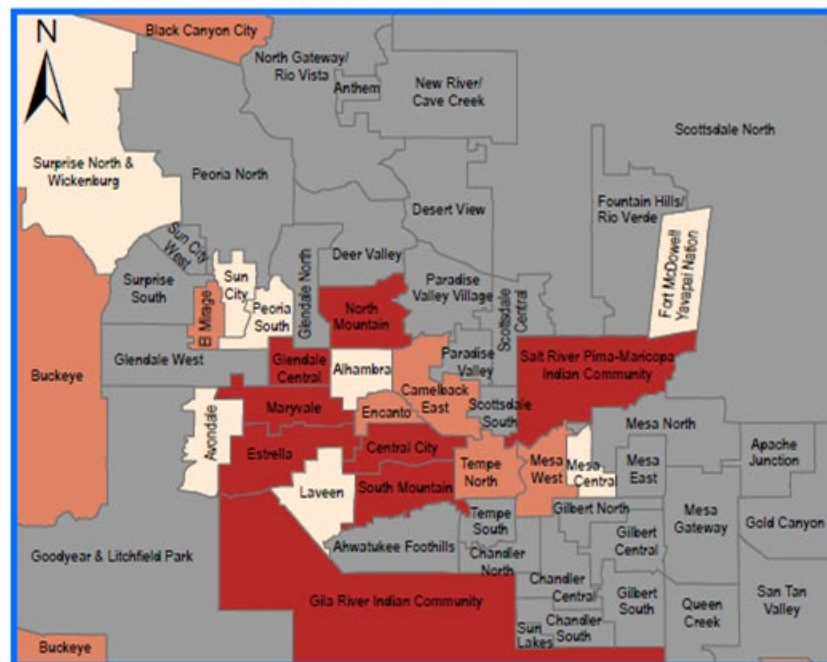 N
Black Canyon City
North Gateway/
Rio Vista
Anthem
New River/
Cave Creek
Scottsdale North
Surprise North &
Wickenburg
Peoria North
Desert View
Fountain Hills/
Rio Verde
Fort McDowell
Yavapai Nation
Sun City
West
Surprise
South
El Mirage
Sun
City
Peoria
South
Glendale North
Deer Valley
Paradise
Valley Village
Scottsdale
Central
North
Mountain
Paradise
Valley
Salt River Pima-Maricopa
Indian Community
Glendale West
Glendale
Central
Alhambra
Camelback
East
Scottsdale
South
Buckeye
Avondale
Maryvale
Encanto
Mesa North
Apache
Junction
Estrella
Central City
Tempe
North
Mesa
West
Mesa
Central
Mesa
East
Laveen
South Mountain
Tempe
South
Gilbert North
Mesa
Gateway
Gold Canyon
Goodyear & Litchfield Park
Ahwatukee Foothills
Chandler
North
Gilbert
Central
Chandler
Central
Gilbert
South
Queen
Creek
San Tan
Valley
Gila River Indian Community
Sun
Lakes
Chandler
South
Buckeye